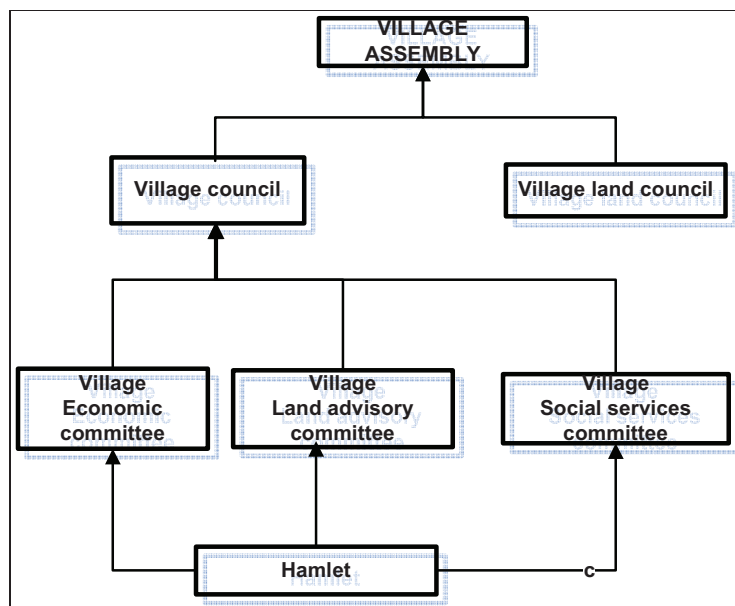 VILLAGE
ASSEMBLY
Village council
Village land council
Village
Economic
committee
Village
Land advisory
committee
Village
Social services
committee
Hamlet
c